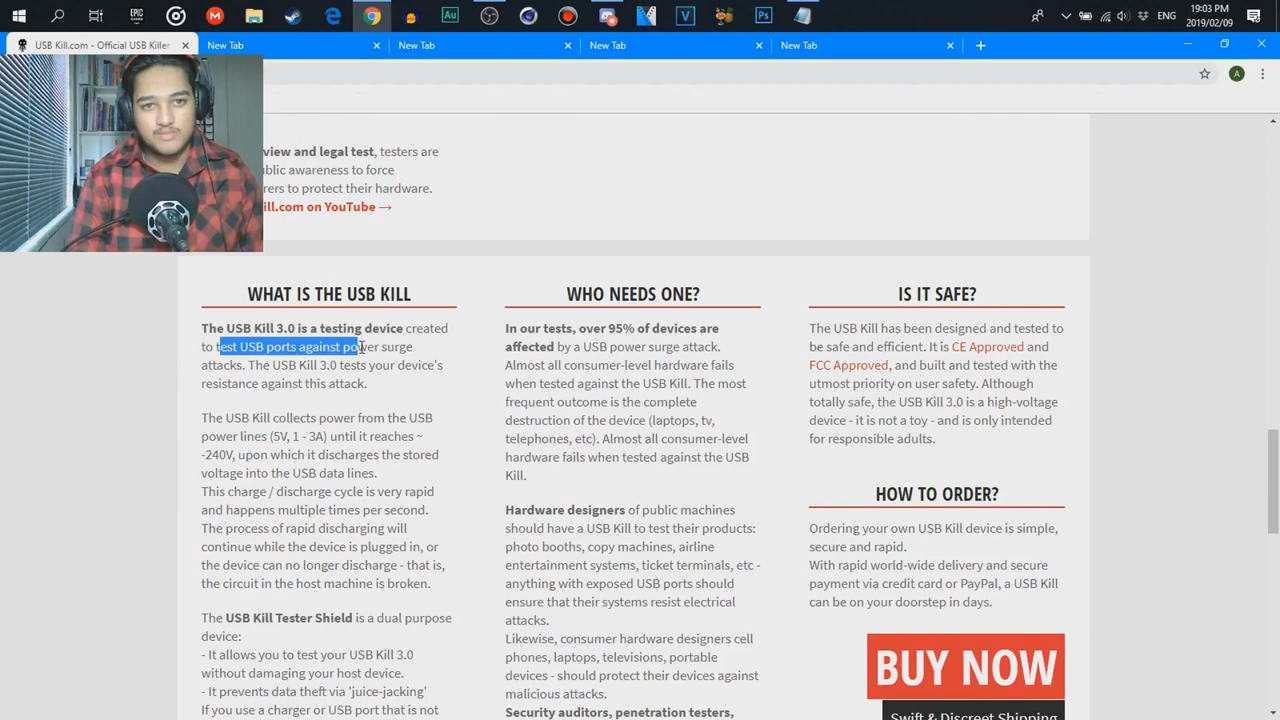 EPIC
GAMES
M
Au
V
Ps
ENG
19:03 PM
2019/02/09
USB Kill.com - Official USB Killer
New Tab
New Tab
New Tab
New Tab
A
view and legal test, testers are
ublic awareness to force
rers to protect their hardware.
ill.com on YouTube →
WHAT IS THE USB KILL
The USB Kill 3.0 is a testing device created
to test USB ports against power surge
attacks. The USB Kill 3.0 tests your device's
resistance against this attack.
The USB Kill collects power from the USB
power lines (5V, 1 - 3A) until it reaches ~
-240V, upon which it discharges the stored
voltage into the USB data lines.
This charge / discharge cycle is very rapid
and happens multiple times per second.
The process of rapid discharging will
continue while the device is plugged in, or
the device can no longer discharge - that is,
the circuit in the host machine is broken.
The USB Kill Tester Shield is a dual purpose
device:
- It allows you to test your USB Kill 3.0
without damaging your host device.
- It prevents data theft via 'juice-jacking'
If you use a charger or USB port that is not
WHO NEEDS ONE?
In our tests, over 95% of devices are
affected by a USB power surge attack.
Almost all consumer-level hardware fails
when tested against the USB Kill. The most
frequent outcome is the complete
destruction of the device (laptops, tv,
telephones, etc). Almost all consumer-level
hardware fails when tested against the USB
Kill.
Hardware designers of public machines
should have a USB Kill to test their products:
photo booths, copy machines, airline
entertainment systems, ticket terminals, etc -
anything with exposed USB ports should
ensure that their systems resist electrical
attacks.
Likewise, consumer hardware designers cell
phones, laptops, televisions, portable
devices - should protect their devices against
malicious attacks.
Security auditors, penetration testers,
IS IT SAFE?
The USB Kill has been designed and tested to
be safe and efficient. It is CE Approved and
FCC Approved, and built and tested with the
utmost priority on user safety. Although
totally safe, the USB Kill 3.0 is a high-voltage
device - it is not a toy - and is only intended
for responsible adults.
HOW TO ORDER?
Ordering your own USB Kill device is simple,
secure and rapid.
With rapid world-wide delivery and secure
payment via credit card or PayPal, a USB Kill
can be on your doorstep in days.
BUY NOW
Swift & Discreet Shipping